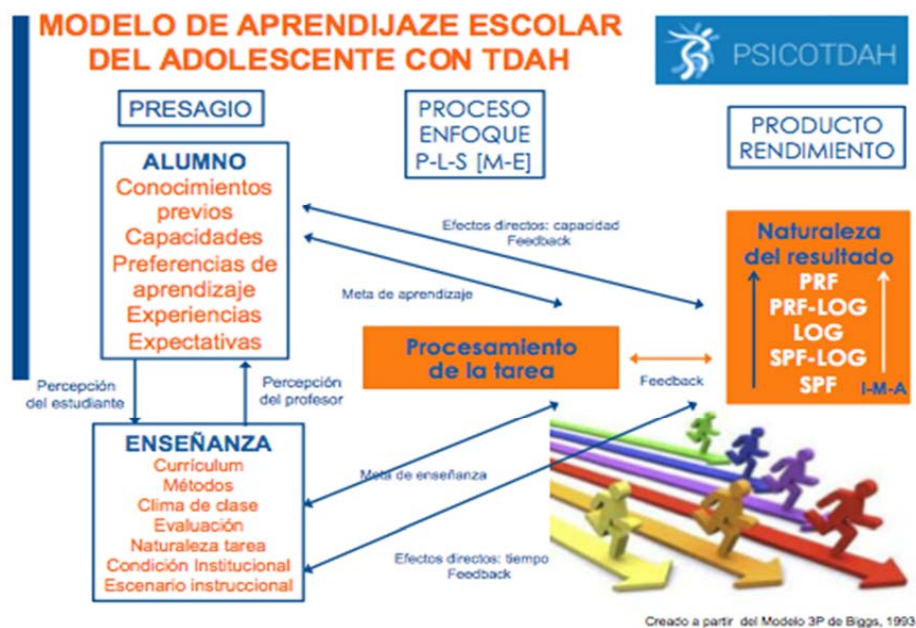 MODELO DE APRENDIJAZE ESCOLAR
DEL ADOLESCENTE CON TDAH
PSICOTDAH
PRESAGIO
PROCESO
ENFOQUE
P-L-S [M-E]
PRODUCTO
RENDIMIENTO
ALUMNO
Conocimientos
previos
Capacidades
Preferencias de
aprendizaje
Experiencias
Expectativas
Efectos directos: capacidad
Feedback
Meta de aprendizaje
Naturaleza
del resultado
PRF
PRF-LOG
LOG
SPF-LOG
SPF
I-M-A
Procesamiento
de la tarea
Feedback
Percepción
del estudiante
Percepción
del profesor
ENSEÑANZA
Currículum
Métodos
Clima de clase
Evaluación
Naturaleza tarea
Condición Institucional
Escenario instruccional
Meta de enseñanza
Efectos directos: tiempo
Feedback
Creado a partir del Modelo 3P de Biggs, 1993